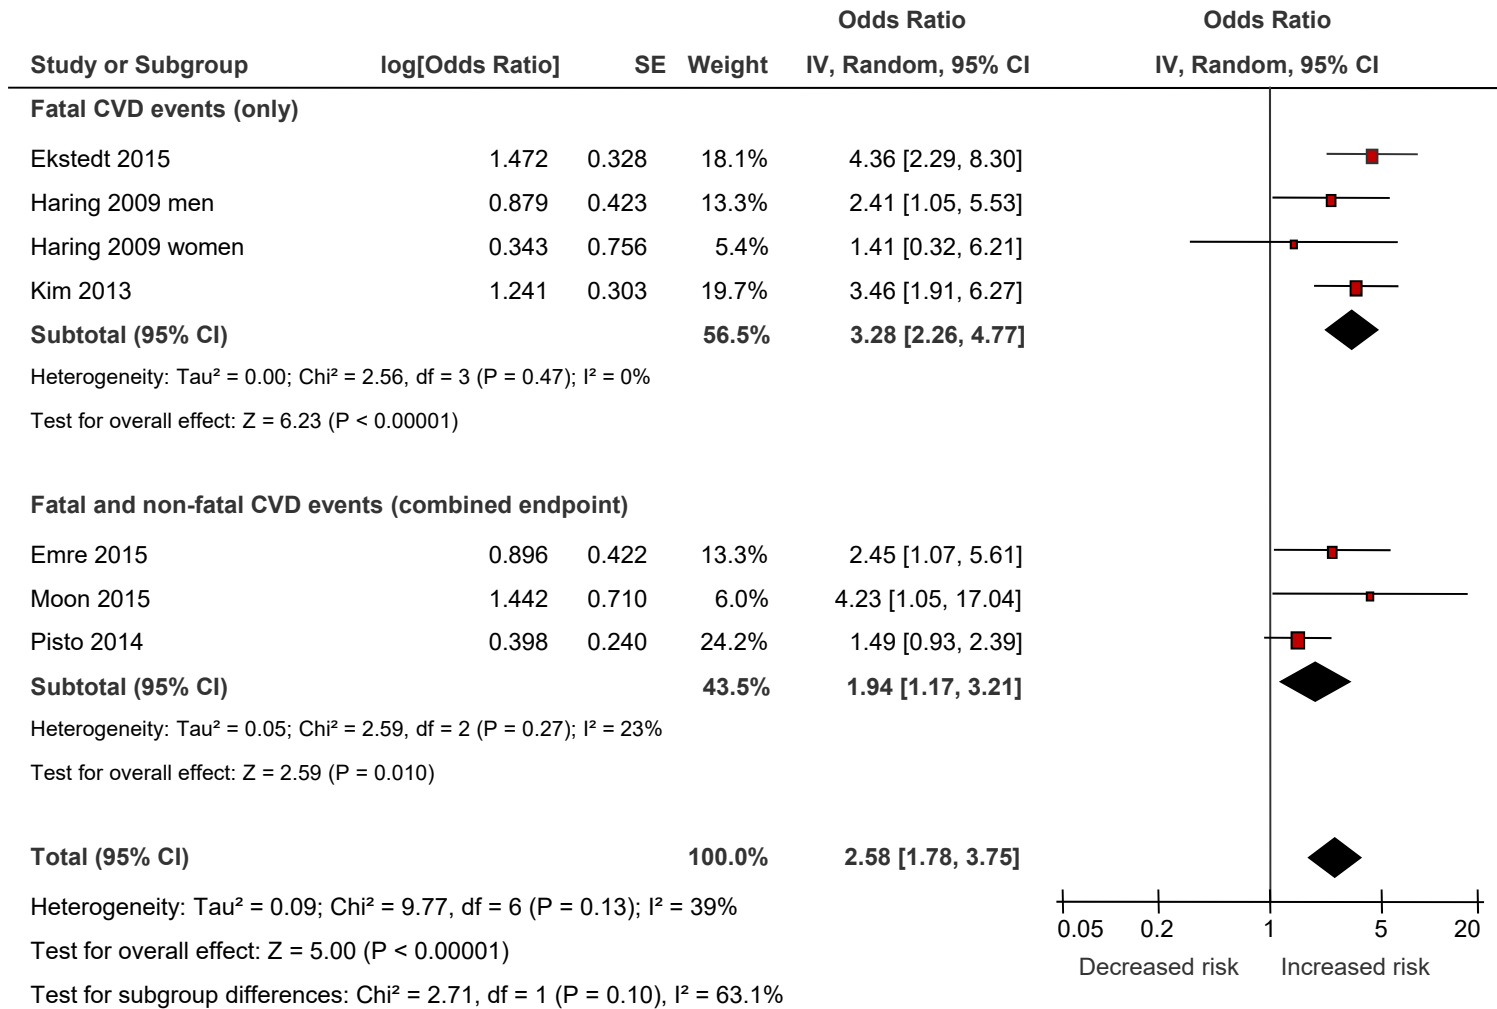 Odds Ratio Odds Ratio
Study or Subgroup log[Odds Ratio] SE Weight IV, Random, 95% CI IV, Random, 95% CI
Fatal CVD events (only)
Ekstedt 2015 1.472 0.328 18.1% 4.36 [2.29, 8.30]
Haring 2009 men 0.879 0.423 13.3% 2.41 [1.05, 5.53]
Haring 2009 women 0.343 0.756 5.4% 1.41 [0.32, 6.21]
Kim 2013 1.241 0.303 19.7% 3.46 [1.91, 6.27]
Subtotal (95% CI) 56.5% 3.28 [2.26, 4.77]
Heterogeneity: Tau² = 0.00; Chi² = 2.56, df = 3 (P = 0.47); I² = 0%
Test for overall effect: Z = 6.23 (P < 0.00001)
Fatal and non-fatal CVD events (combined endpoint)
Emre 2015 0.896 0.422 13.3% 2.45 [1.07, 5.61]
Moon 2015 1.442 0.710 6.0% 4.23 [1.05, 17.04]
Pisto 2014 0.398 0.240 24.2% 1.49 [0.93, 2.39]
Subtotal (95% CI) 43.5% 1.94 [1.17, 3.21]
Heterogeneity: Tau² = 0.05; Chi² = 2.59, df = 2 (P = 0.27); I² = 23%
Test for overall effect: Z = 2.59 (P = 0.010)
Total (95% CI) 100.0% 2.58 [1.78, 3.75]
Heterogeneity: Tau² = 0.09; Chi² = 9.77, df = 6 (P = 0.13); I² = 39%
0.05 0.2 1 5 20
Test for overall effect: Z = 5.00 (P < 0.00001)
Decreased risk Increased risk
Test for subgroup differences: Chi² = 2.71, df = 1 (P = 0.10), I² = 63.1%